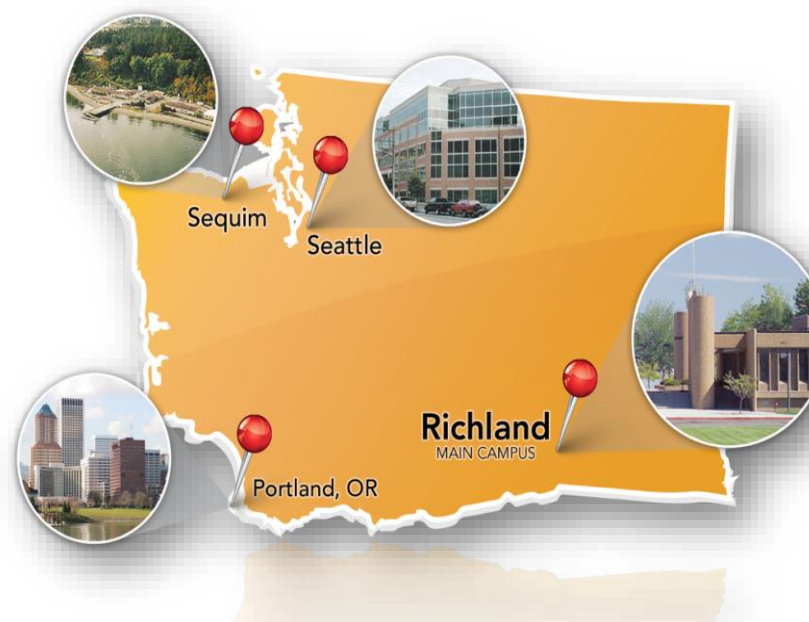 Sequim
Seattle
Richland
MAIN CAMPUS
Portland, OR